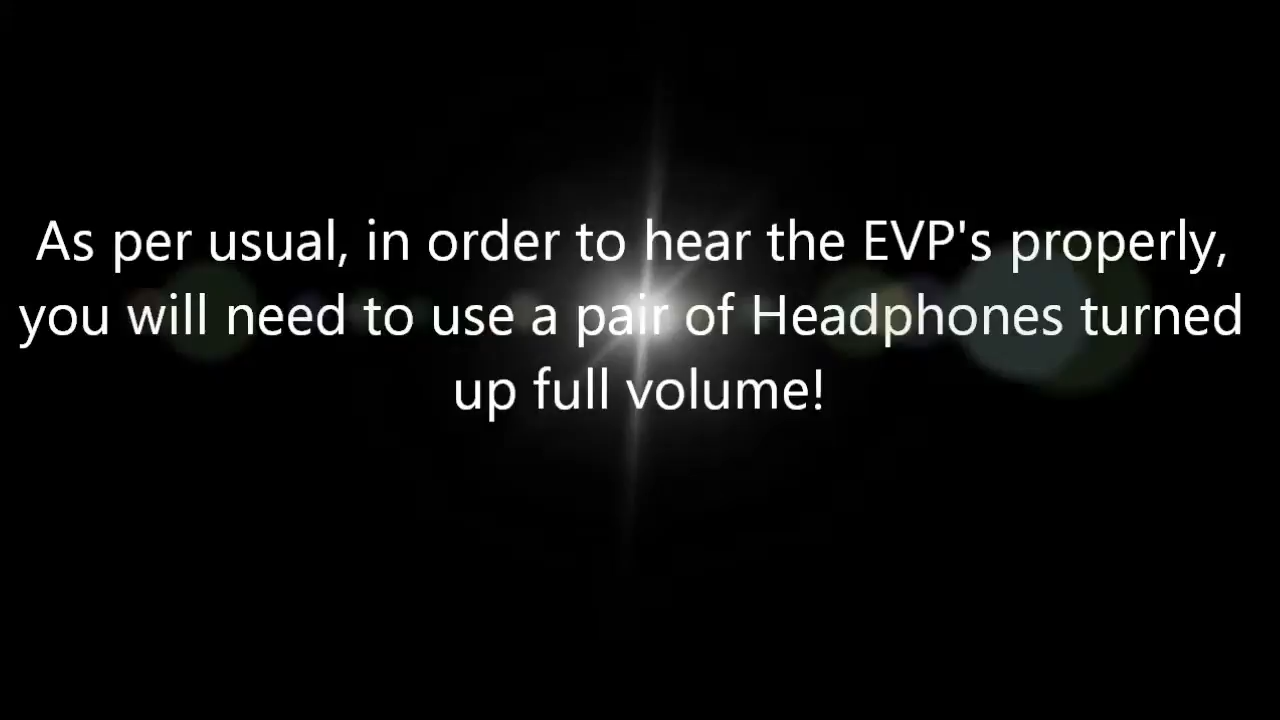 As per usual, in order to hear the EVP's properly,
you will need to use a pair of Headphones turned
up full volume!